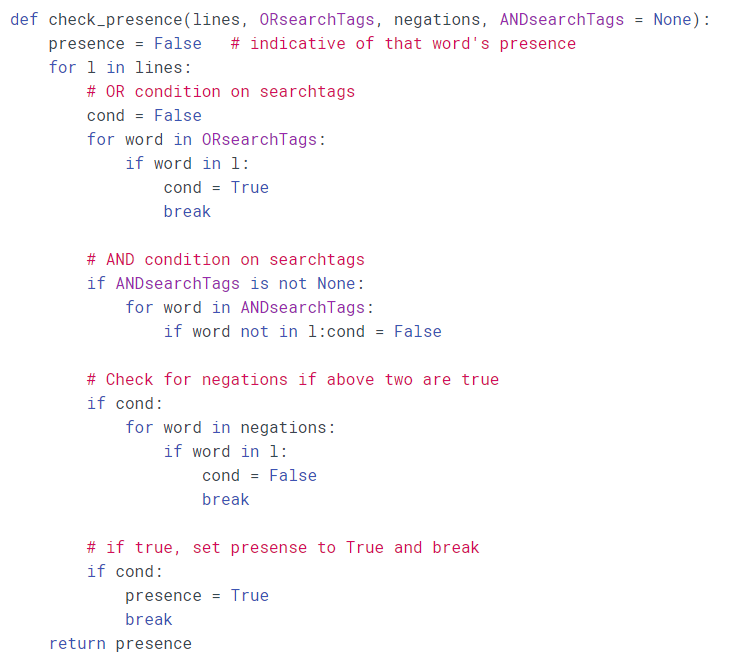 def check_presence(lines, ORsearchTags, negations, ANDsearchTags = None):
    presence = False   # indicative of that word's presence
    for l in lines:
        # OR condition on searchtags
        cond = False
        for word in ORsearchTags:
            if word in l:
                cond = True
                break

        # AND condition on searchtags
        if ANDsearchTags is not None:
            for word in ANDsearchTags:
                if word not in l:cond = False

        # Check for negations if above two are true
        if cond:
            for word in negations:
                if word in l:
                    cond = False
                    break

        # if true, set presense to True and break
        if cond:
            presence = True
            break
    return presence